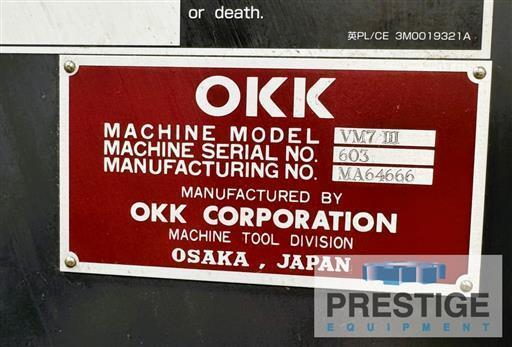 or death.
英PL/CE 3M0019321A
OKK
MACHINE MODEL VM7 III
MACHINE SERIAL NO. 603
MANUFACTURING NO. MA64666
MANUFACTURED BY
OKK CORPORATION
MACHINE TOOL DIVISION
OSAKA , JAPAN
PRESTIGE
EQUIPMENT